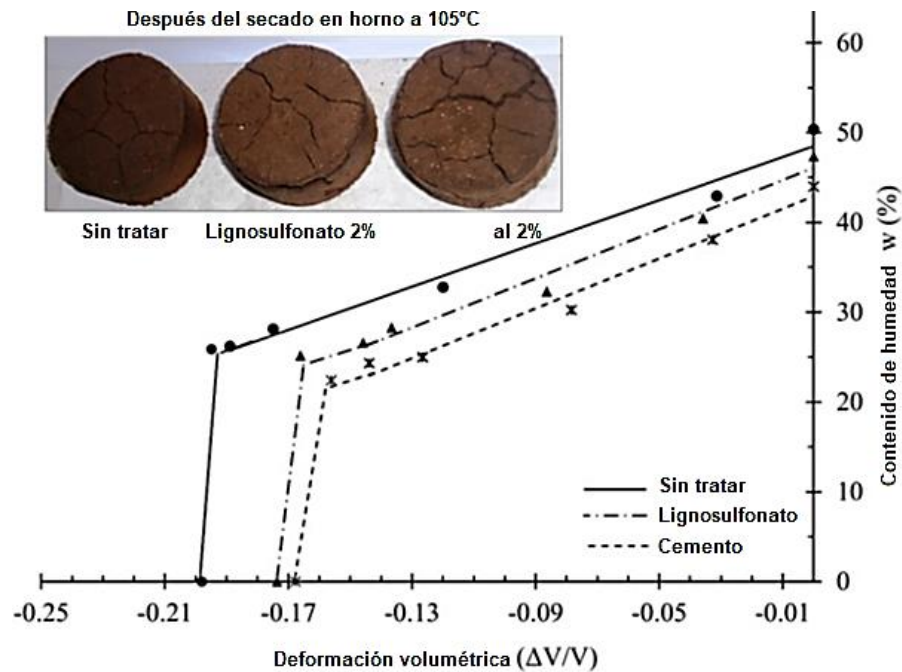 Después del secado en horno a 105ºC
Sin tratar
Lignosulfonato 2%
al 2%
60
50
40
30
20
10
0
Contenido de humedad w (%)
Sin tratar
Lignosulfonato
Cemento
-0.25
-0.21
-0.17
-0.13
-0.09
-0.05
-0.01
Deformación volumétrica (ΔV/V)